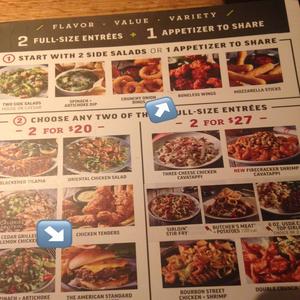 FLAVOR · VALUE · VARIETY
2 FULL-SIZE ENTRÉES + 1 APPETIZER TO SHARE
1 START WITH 2 SIDE SALADS OR 1 APPETIZER TO SHARE
TWO SIDE SALADS
HOUSE OR CAESAR
SPINACH + ARTICHOKE DIP
CRUNCHY ONION RINGS
BONELESS WINGS
MOZZARELLA STICKS
2 CHOOSE ANY TWO OF THESE FULL-SIZE ENTRÉES
2 FOR $20
2 FOR $27
BLACKENED TILAPIA
ORIENTAL CHICKEN SALAD
THREE-CHEESE CHICKEN CAVATAPPI
NEW FIRECRACKER SHRIMP CAVATAPPI
CEDAR GRILLED LEMON CHICKEN
CHICKEN TENDERS
SIRLOIN STIR FRY
BUTCHER'S MEAT + POTATOES
6 OZ. USDA
TOP SIRLOIN
SPINACH + ARTICHOKE
THE AMERICAN STANDARD
BOURBON STREET CHICKEN + SHRIMP
DOUBLE CRUNCH